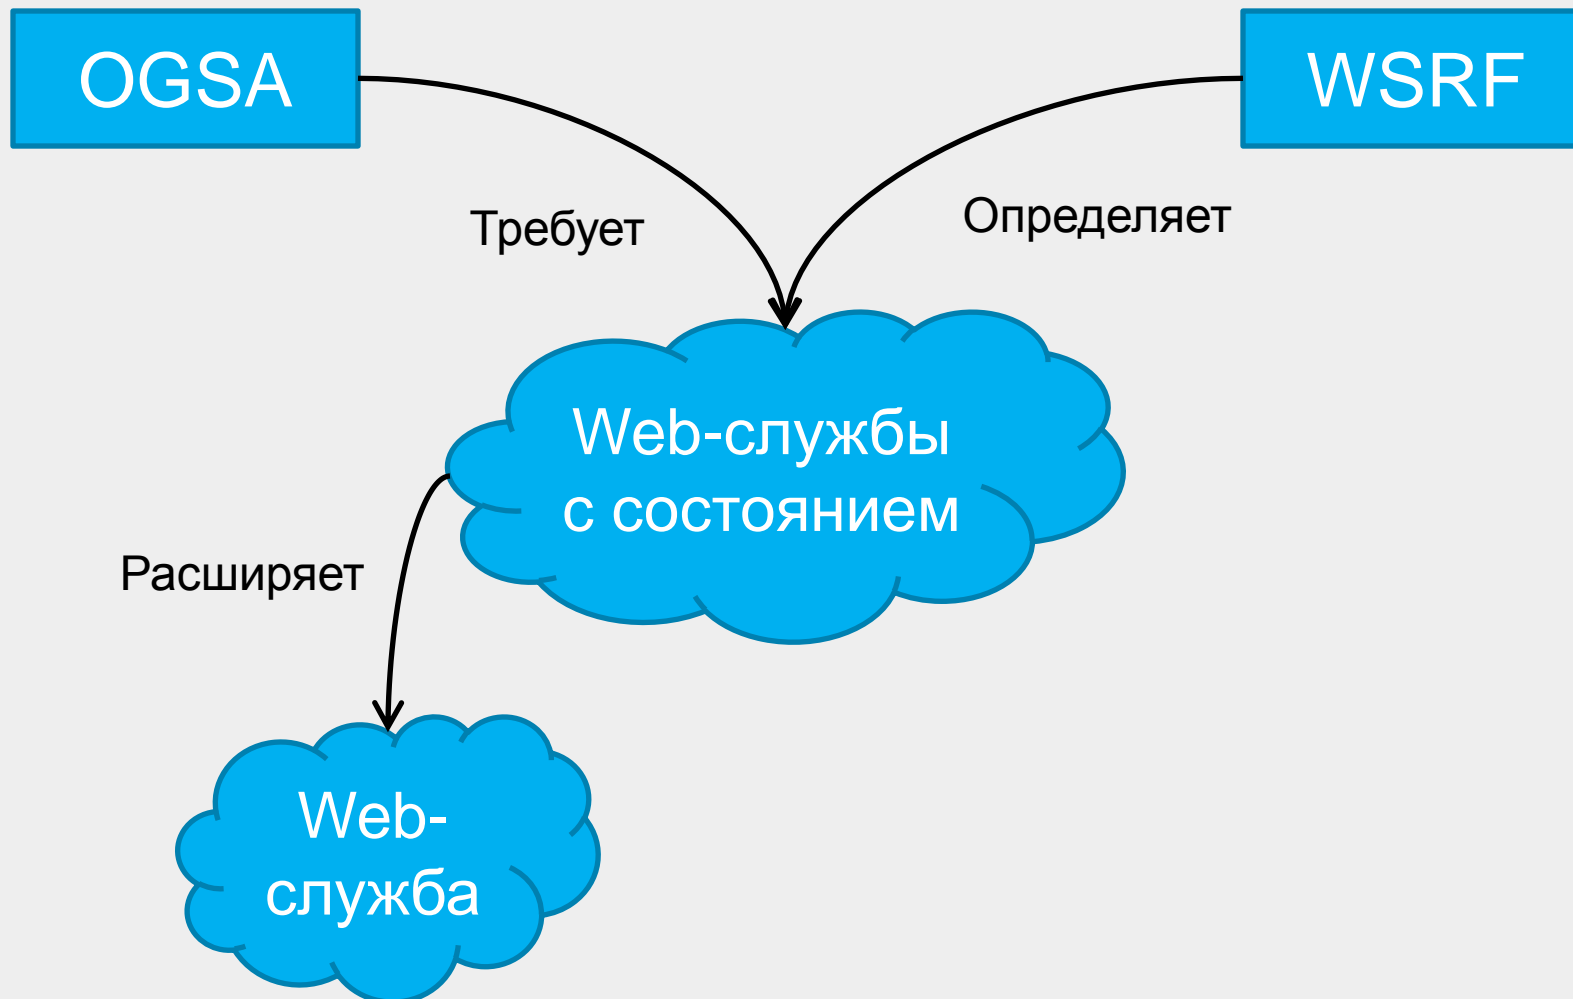 OGSA
WSRF
Требует
Определяет
Web-службы
с состоянием
Расширяет
Web-
служба